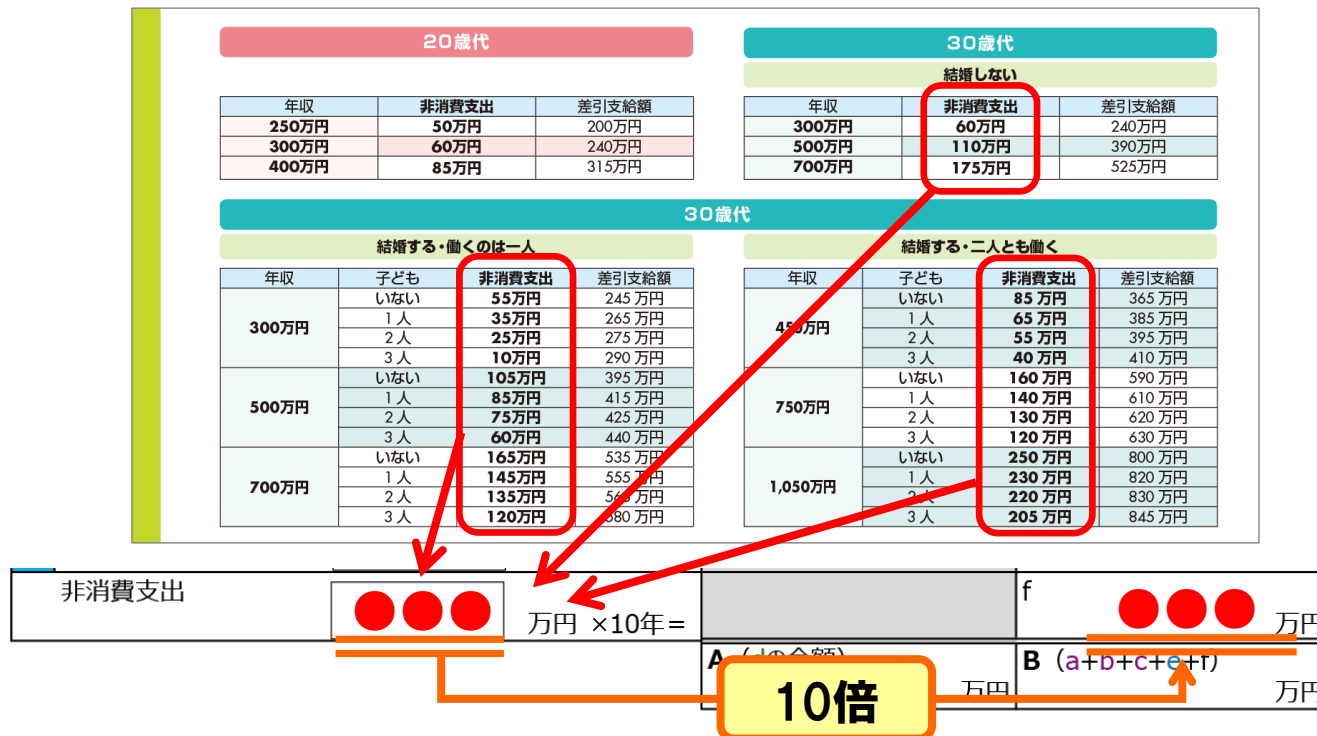 20歳代
年収 非消費支出 差引支給額
250万円 50万円 200万円
300万円 60万円 240万円
400万円 85万円 315万円
30歳代
結婚しない
年収 非消費支出 差引支給額
300万円 60万円 240万円
500万円 110万円 390万円
700万円 175万円 525万円
30歳代
結婚する・働くのは一人
年収 子ども 非消費支出 差引支給額
300万円
いない 55万円 245 万円
1人 35万円 265 万円
2人 25万円 275 万円
3人 10万円 290 万円
500万円
いない 105万円 395 万円
1人 85万円 415 万円
2人 75万円 425 万円
3人 60万円 440 万円
700万円
いない 165万円 535 万円
1人 145万円 555 万円
2人 135万円 万円
3人 120万円 580 万円
結婚する・二人とも働く
年収 子ども 非消費支出 差引支給額
450万円
いない 85 万円 365 万円
1人 65 万円 385 万円
2人 55 万円 395 万円
3人 40 万円 410 万円
750万円
いない 160 万円 590 万円
1人 140 万円 610 万円
2人 130 万円 620 万円
3人 120 万円 630 万円
1,050万円
いない 250 万円 800 万円
1人 230 万円 820 万円
2人 220 万円 830 万円
3人 205 万円 845 万円
非消費支出 万円 ×10年＝ f 万円
A (dの金額) 万円
B (a+b+c+e+f) 万円
10倍